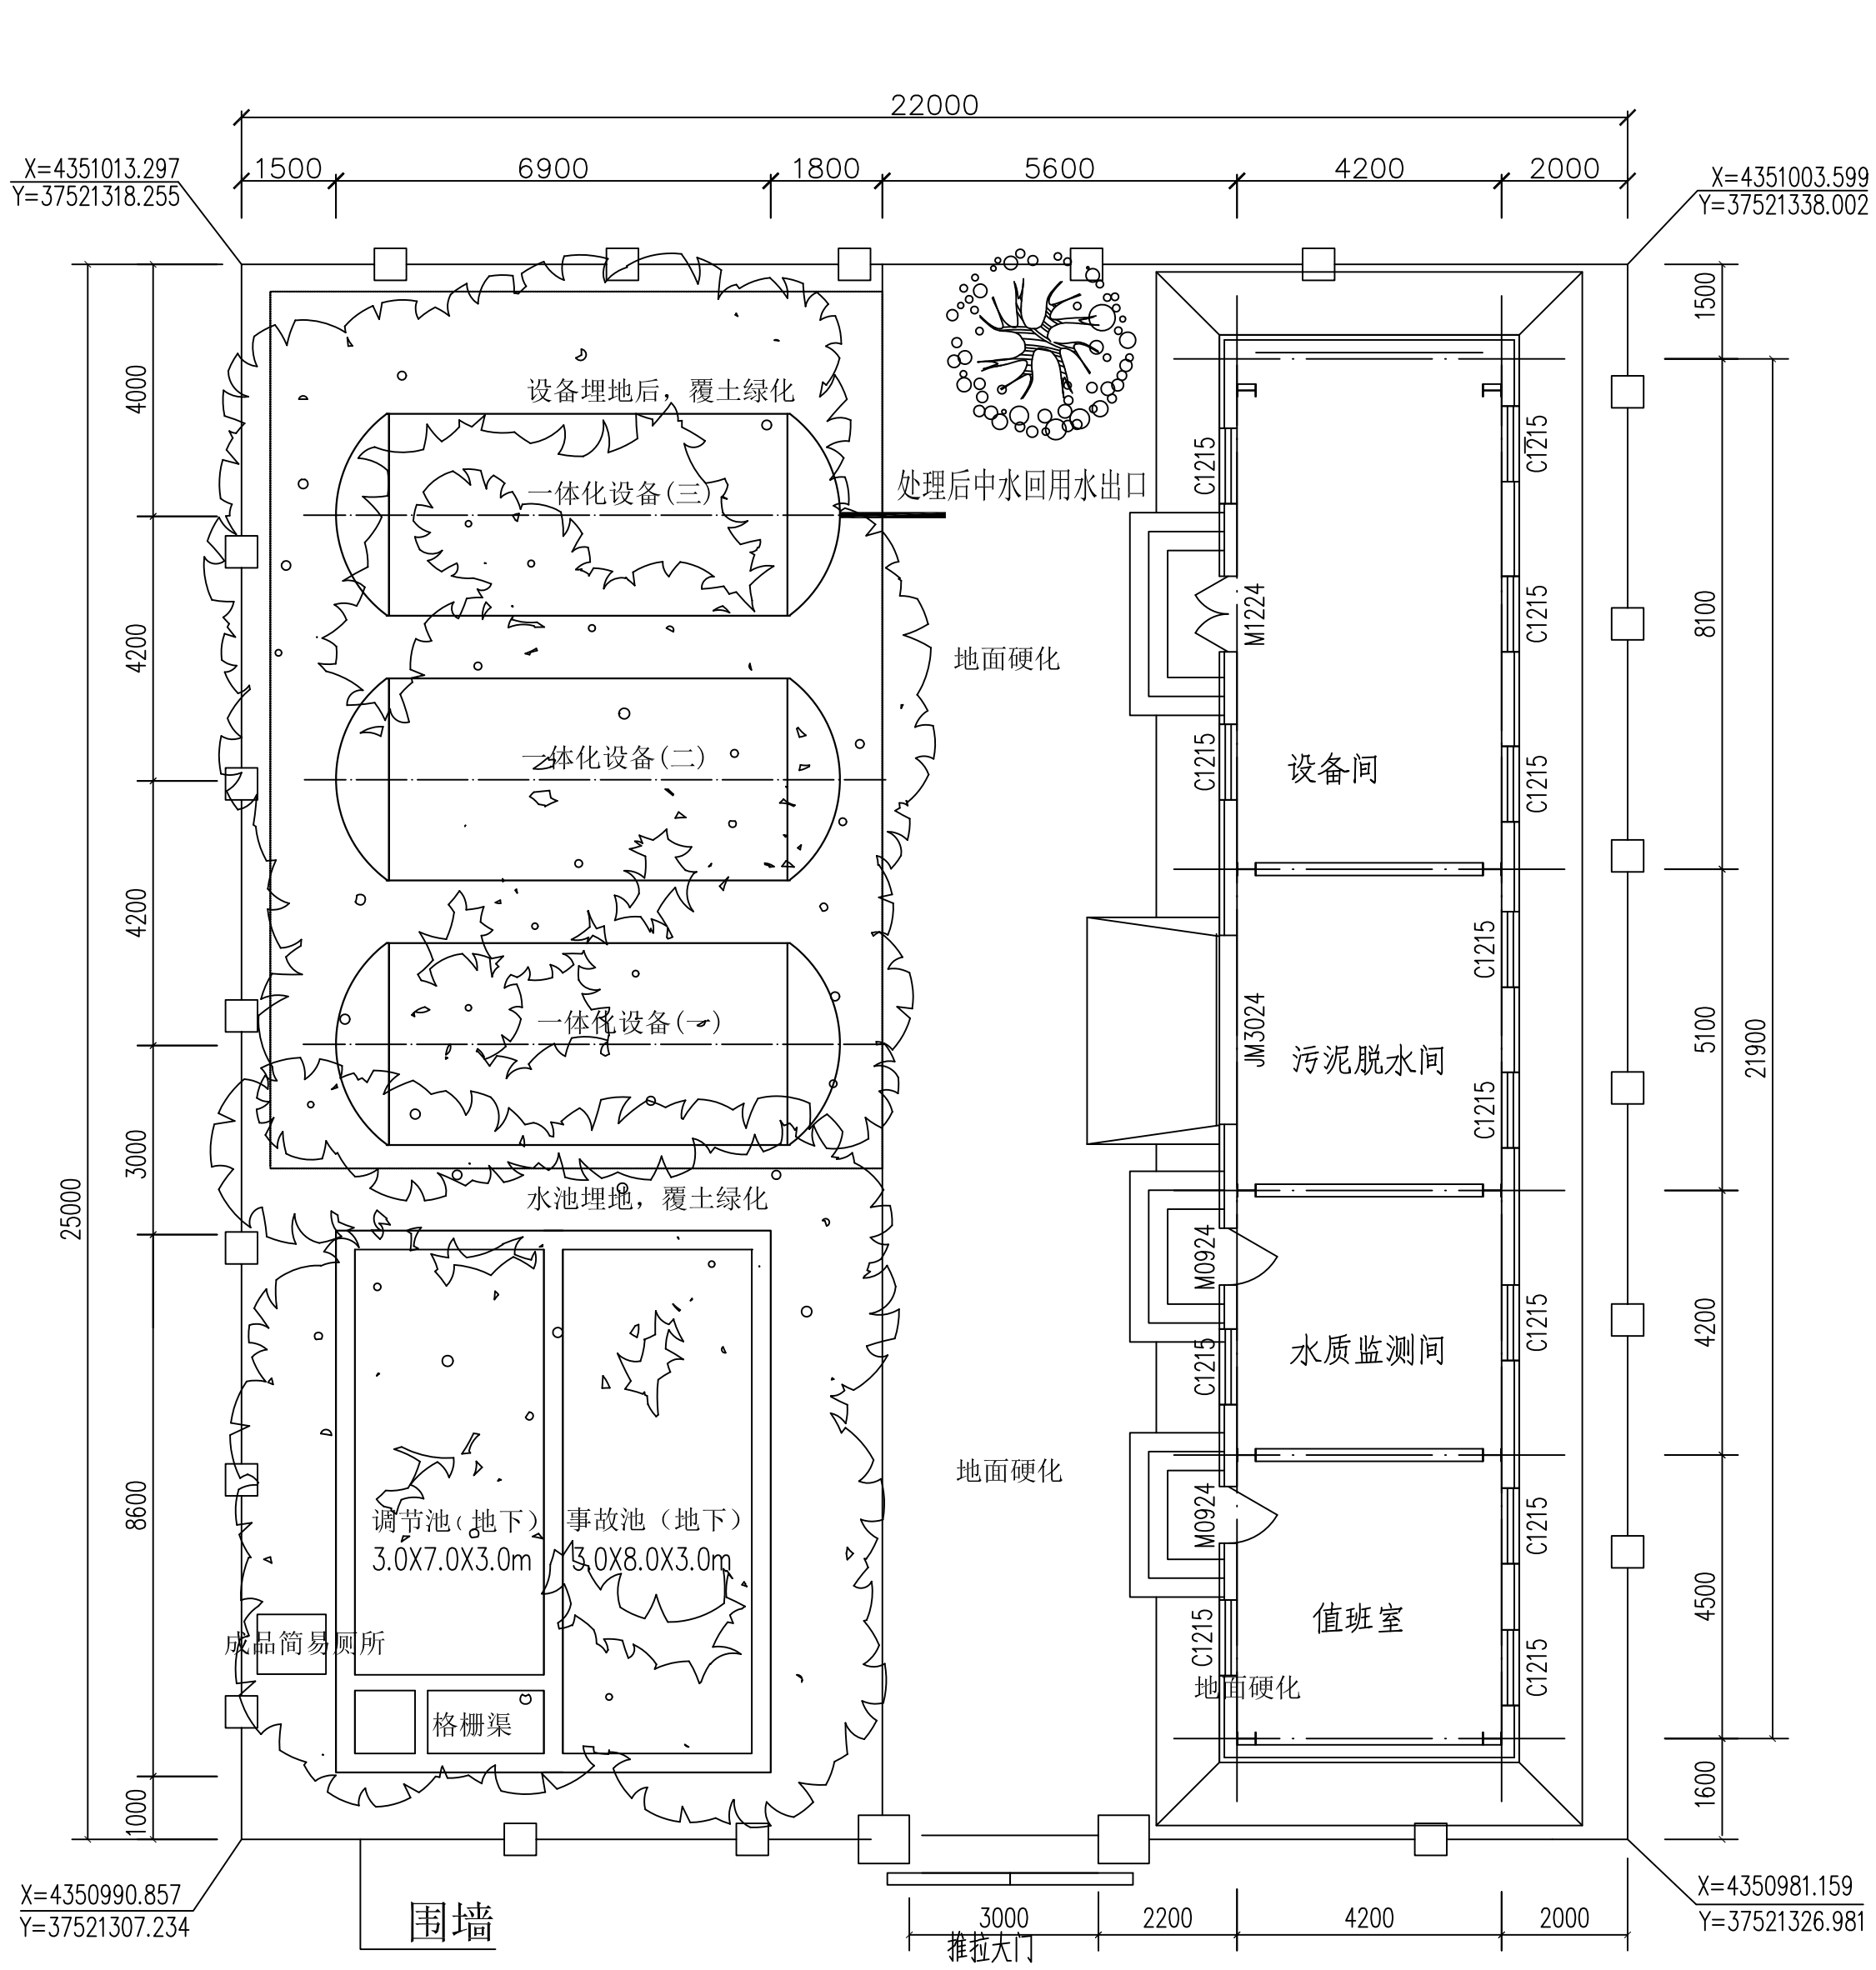 22000
1500
6900
1800
5600
4200
2000
X=4351013.297
Y=37521318.255
X=4351003.599
Y=37521338.002
4000
4200
4200
3000
8600
1000
25000
设备埋地后，覆土绿化
一体化设备(三)
一体化设备(二)
一体化设备(一)
水池埋地，覆土绿化
调节池（地下）
3.0X7.0X3.0m
事故池（地下）
3.0X8.0X3.0m
成品简易厕所
格栅渠
处理后中水回用水出口
地面硬化
地面硬化
地面硬化
C1215
M1224
C1215
JM3024
M0924
C1215
M0924
C1215
设备间
污泥脱水间
水质监测间
值班室
C1215
C1215
C1215
C1215
C1215
C1215
C1215
C1215
1500
8100
5100
4200
4500
1600
21900
X=4350990.857
Y=37521307.234
围墙
3000
2200
4200
2000
推拉大门
X=4350981.159
Y=37521326.981